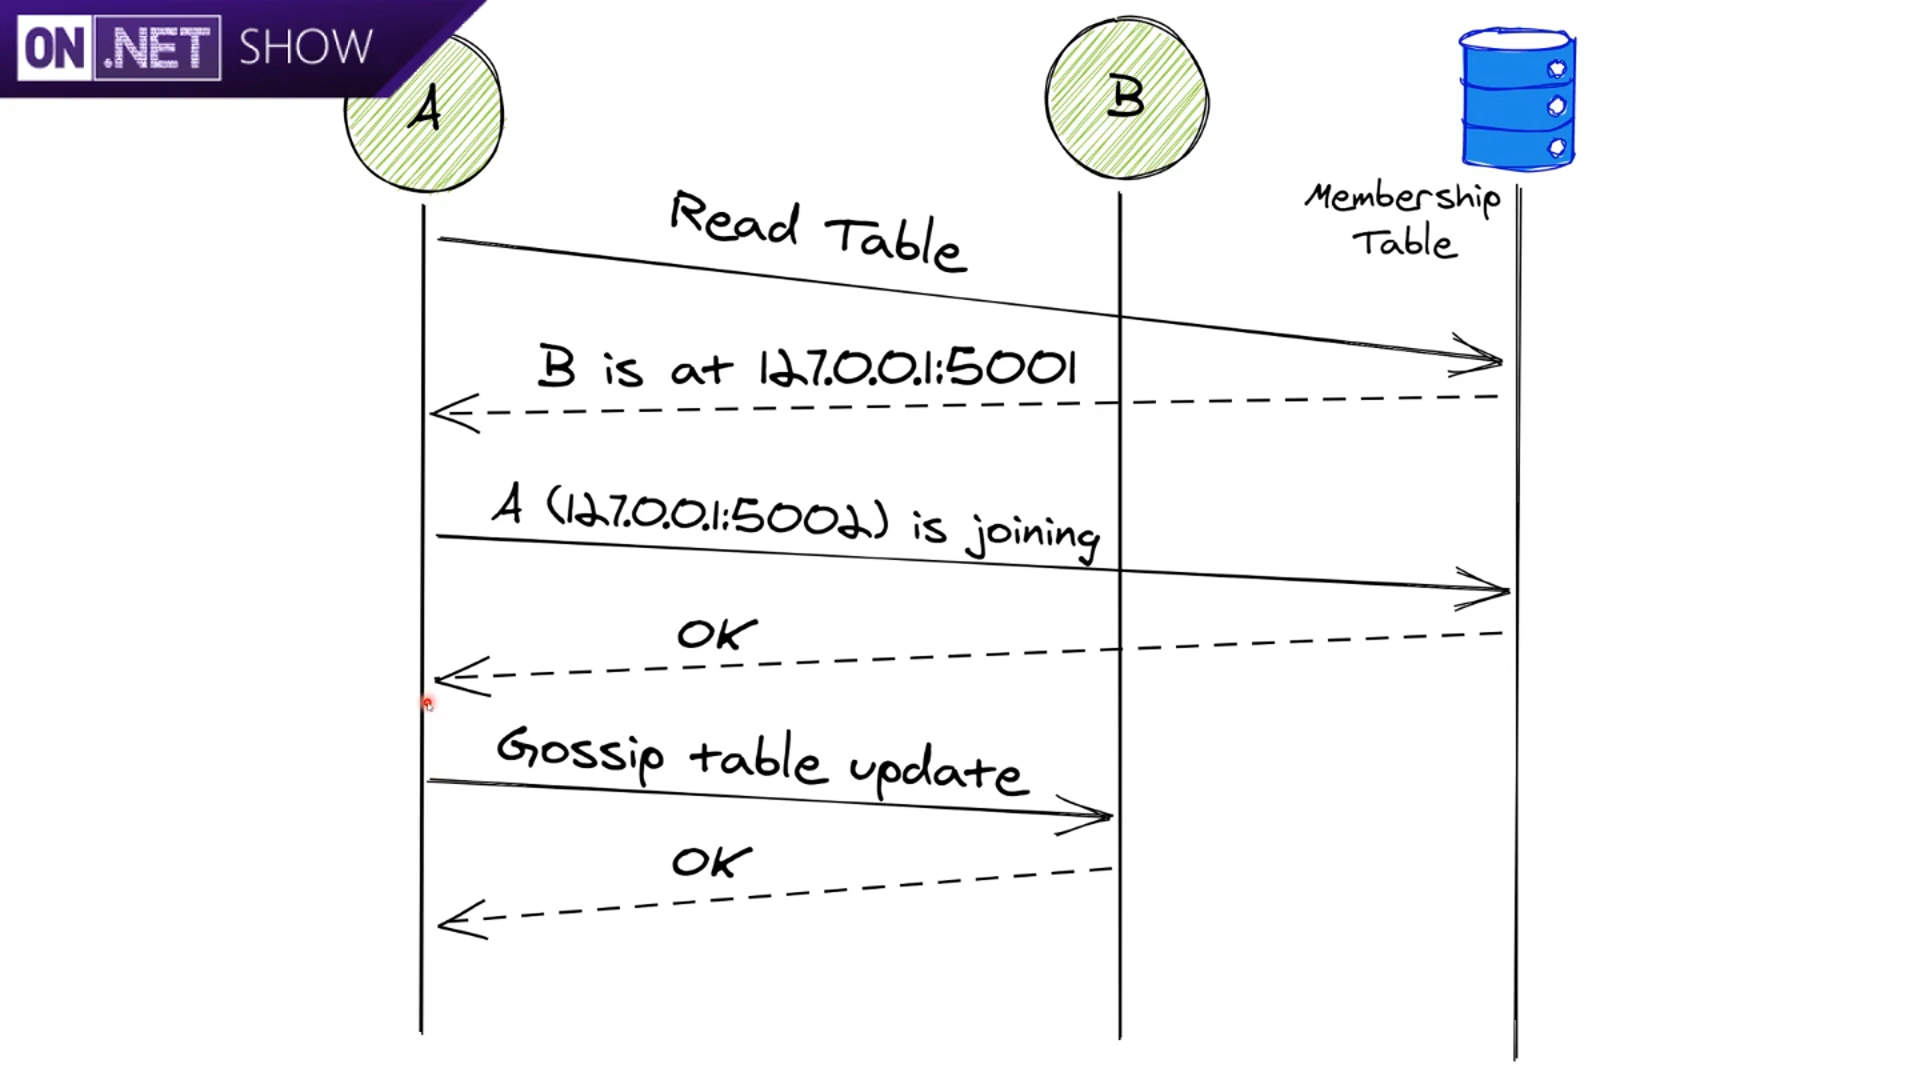 ON .NET SHOW
A
B
Membership
Table
Read Table
B is at 127.0.0.1:5001
A (127.0.0.1:5002) is joining
OK
Gossip table update
OK